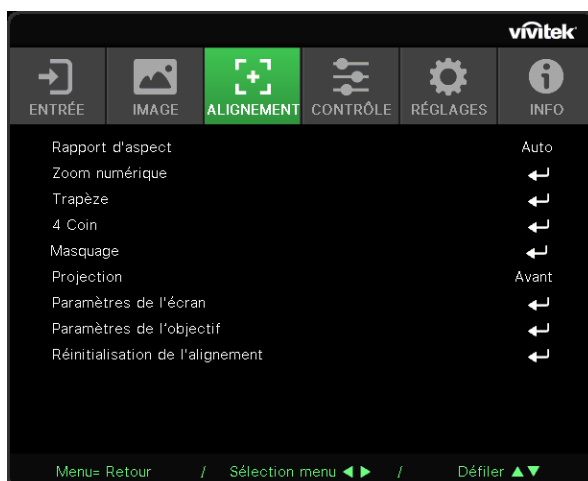 vivitek
ENTRÉE IMAGE ALIGNEMENT CONTRÔLE RÉGLAGES INFO
Rapport d'aspect Auto
Zoom numérique
Trapèze
4 Coin
Masquage
Projection Avant
Paramètres de l'écran
Paramètres de l'objectif
Réinitialisation de l'alignement
Menu= Retour / Sélection menu ◀ ▶ / Défiler ▲▼